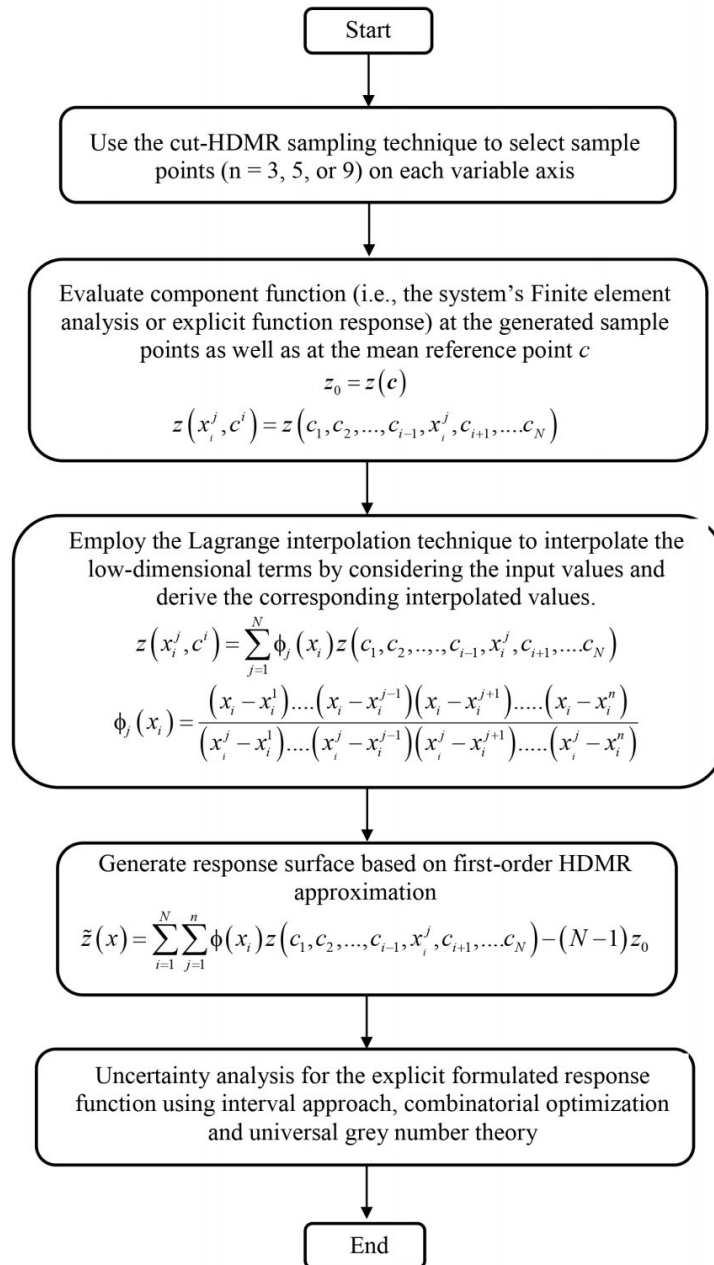 Start
Use the cut-HDMR sampling technique to select sample
points (n = 3, 5, or 9) on each variable axis
Evaluate component function (i.e., the system's Finite element
analysis or explicit function response) at the generated sample
points as well as at the mean reference point c
z_0 = z(c)
z(x_i^j, c^i) = z(c_1, c_2, ..., c_{i-1}, x_i^j, c_{i+1}, ....c_N)
Employ the Lagrange interpolation technique to interpolate the
low-dimensional terms by considering the input values and
derive the corresponding interpolated values.
z(x_i^j, c^i) = \sum_{j=1}^{N} ϕ_j(x_i) z(c_1, c_2, ..,., c_{i-1}, x_i^j, c_{i+1}, ....c_N)
ϕ_j(x_i) = \frac{(x_i - x_i^1)....(x_i - x_i^{j-1})(x_i - x_i^{j+1}).....(x_i - x_i^n)}{(x_i^j - x_i^1)....(x_i^j - x_i^{j-1})(x_i^j - x_i^{j+1}).....(x_i^j - x_i^n)}
Generate response surface based on first-order HDMR
approximation
\tilde{z}(x) = \sum_{i=1}^{N} \sum_{j=1}^{n} ϕ(x_i) z(c_1, c_2, ..., c_{i-1}, x_i^j, c_{i+1}, ....c_N) - (N-1) z_0
Uncertainty analysis for the explicit formulated response
function using interval approach, combinatorial optimization
and universal grey number theory
End